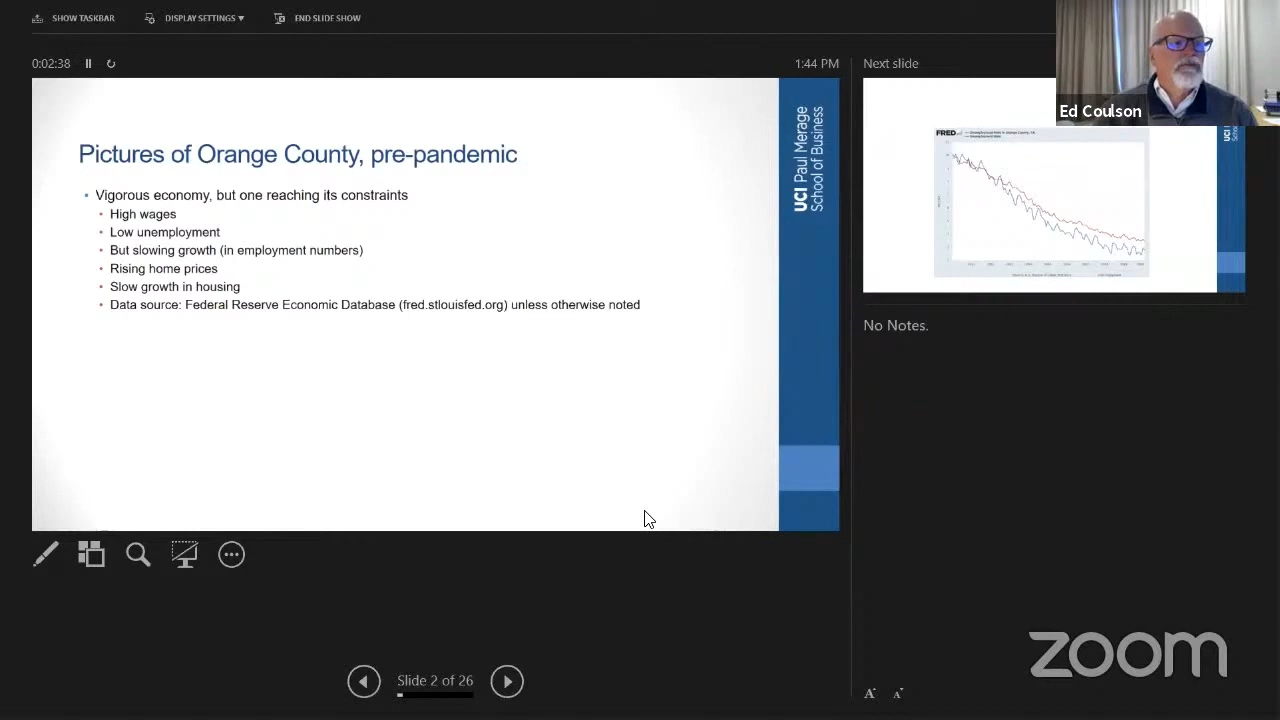 SHOW TASKBAR
DISPLAY SETTINGS ▾
END SLIDE SHOW
0:02:38
1:44 PM
Next slide
Ed Coulson
Pictures of Orange County, pre-pandemic
• Vigorous economy, but one reaching its constraints
• High wages
• Low unemployment
• But slowing growth (in employment numbers)
• Rising home prices
• Slow growth in housing
• Data source: Federal Reserve Economic Database (fred.stlouisfed.org) unless otherwise noted
UCI Paul Merage
School of Business
FRED
UCI
No Notes.
Slide 2 of 26
A A
zoom